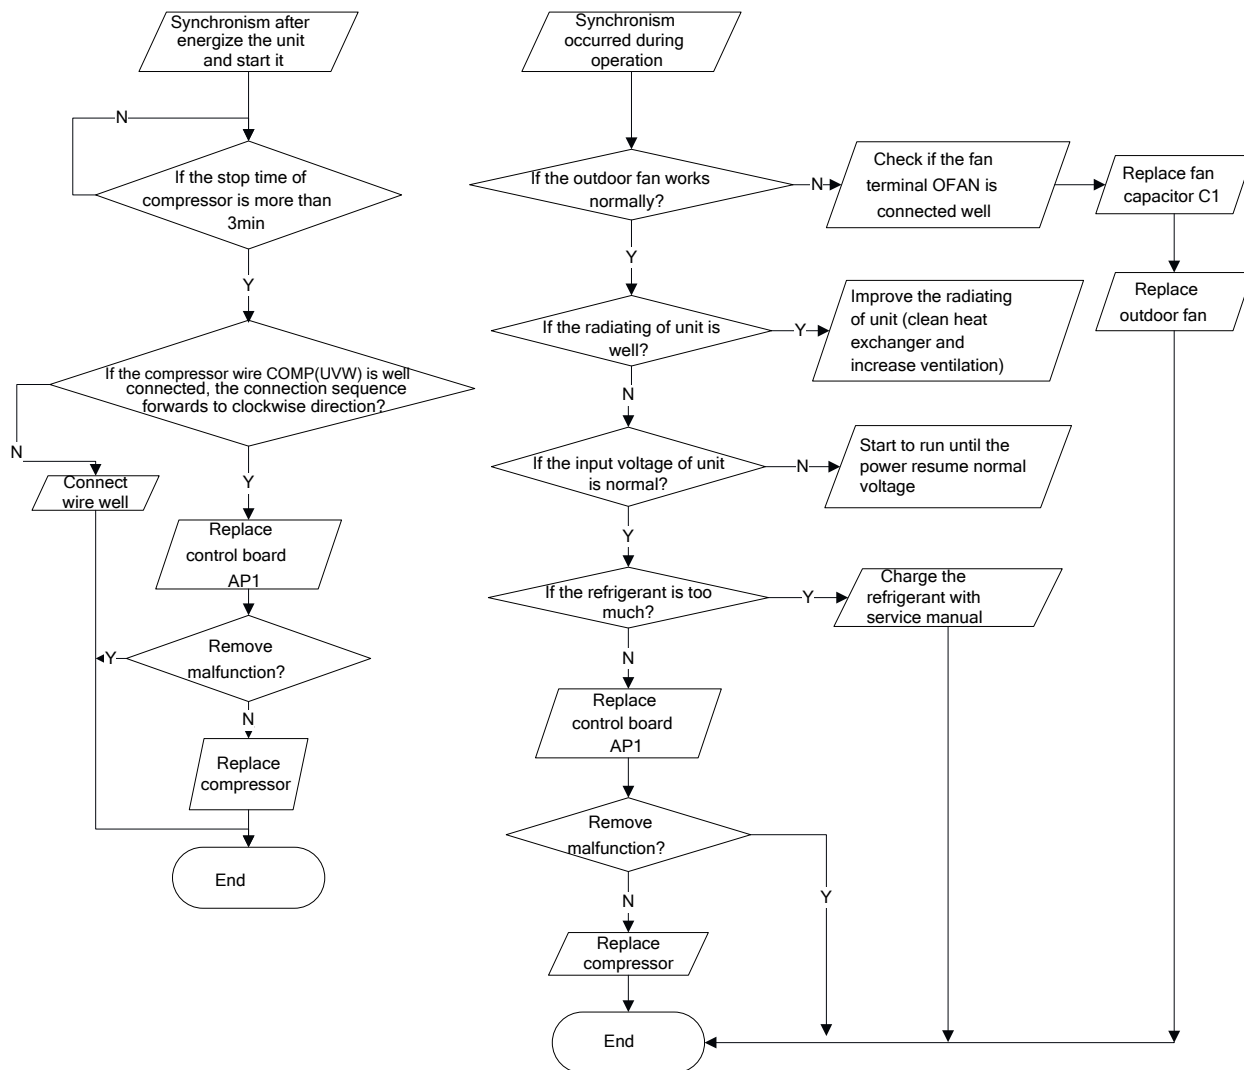 Synchronism after
energize the unit
and start it
N
If the stop time of
compressor is more than
3min
Y
If the compressor wire COMP(UVW) is well
connected, the connection sequence
forwards to clockwise direction?
N
Connect
wire well
Y
Replace
control board
AP1
Remove
malfunction?
Y
N
Replace
compressor
End
Synchronism
occurred during
operation
If the outdoor fan works
normally?
N
Check if the fan
terminal OFAN is
connected well
Replace fan
capacitor C1
Replace
outdoor fan
Y
If the radiating of unit is
well?
Y
Improve the radiating
of unit (clean heat
exchanger and
increase ventilation)
N
If the input voltage of unit
is normal?
N
Start to run until the
power resume normal
voltage
Y
If the refrigerant is too
much?
Y
Charge the
refrigerant with
service manual
N
Replace
control board
AP1
Remove
malfunction?
Y
N
Replace
compressor
End